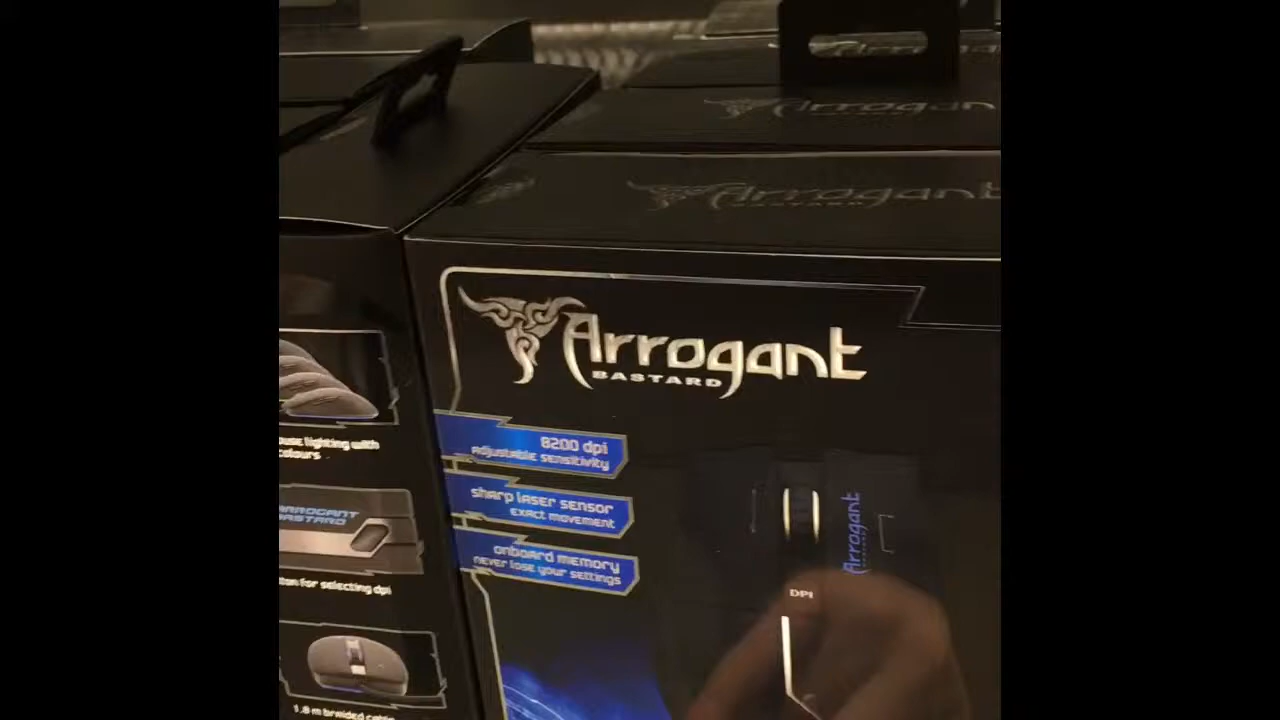 Arrogant
Arrogan
Arrogant
Arrogant
BASTARD
8200 dpi
adjustable sensitivity
sharp laser sensor
exact movement
onboard memory
never lose your settings
Arrogant
DPI
lighting with
ARROGANT
BASTARD
for selecting dpi
1.8 m braided cable